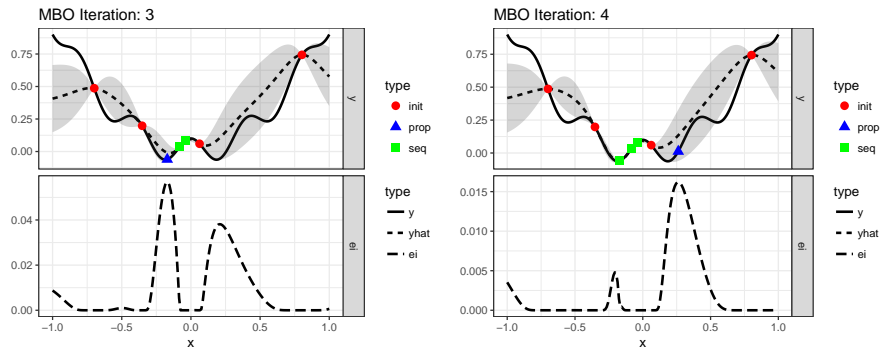 MBO Iteration: 3
0.75
0.50
0.25
0.00
y
0.04
0.02
0.00
ei
−1.0
−0.5
0.0
0.5
1.0
x
type
init
prop
seq
type
y
yhat
ei
MBO Iteration: 4
0.75
0.50
0.25
0.00
y
0.015
0.010
0.005
0.000
ei
−1.0
−0.5
0.0
0.5
1.0
x
type
init
prop
seq
type
y
yhat
ei